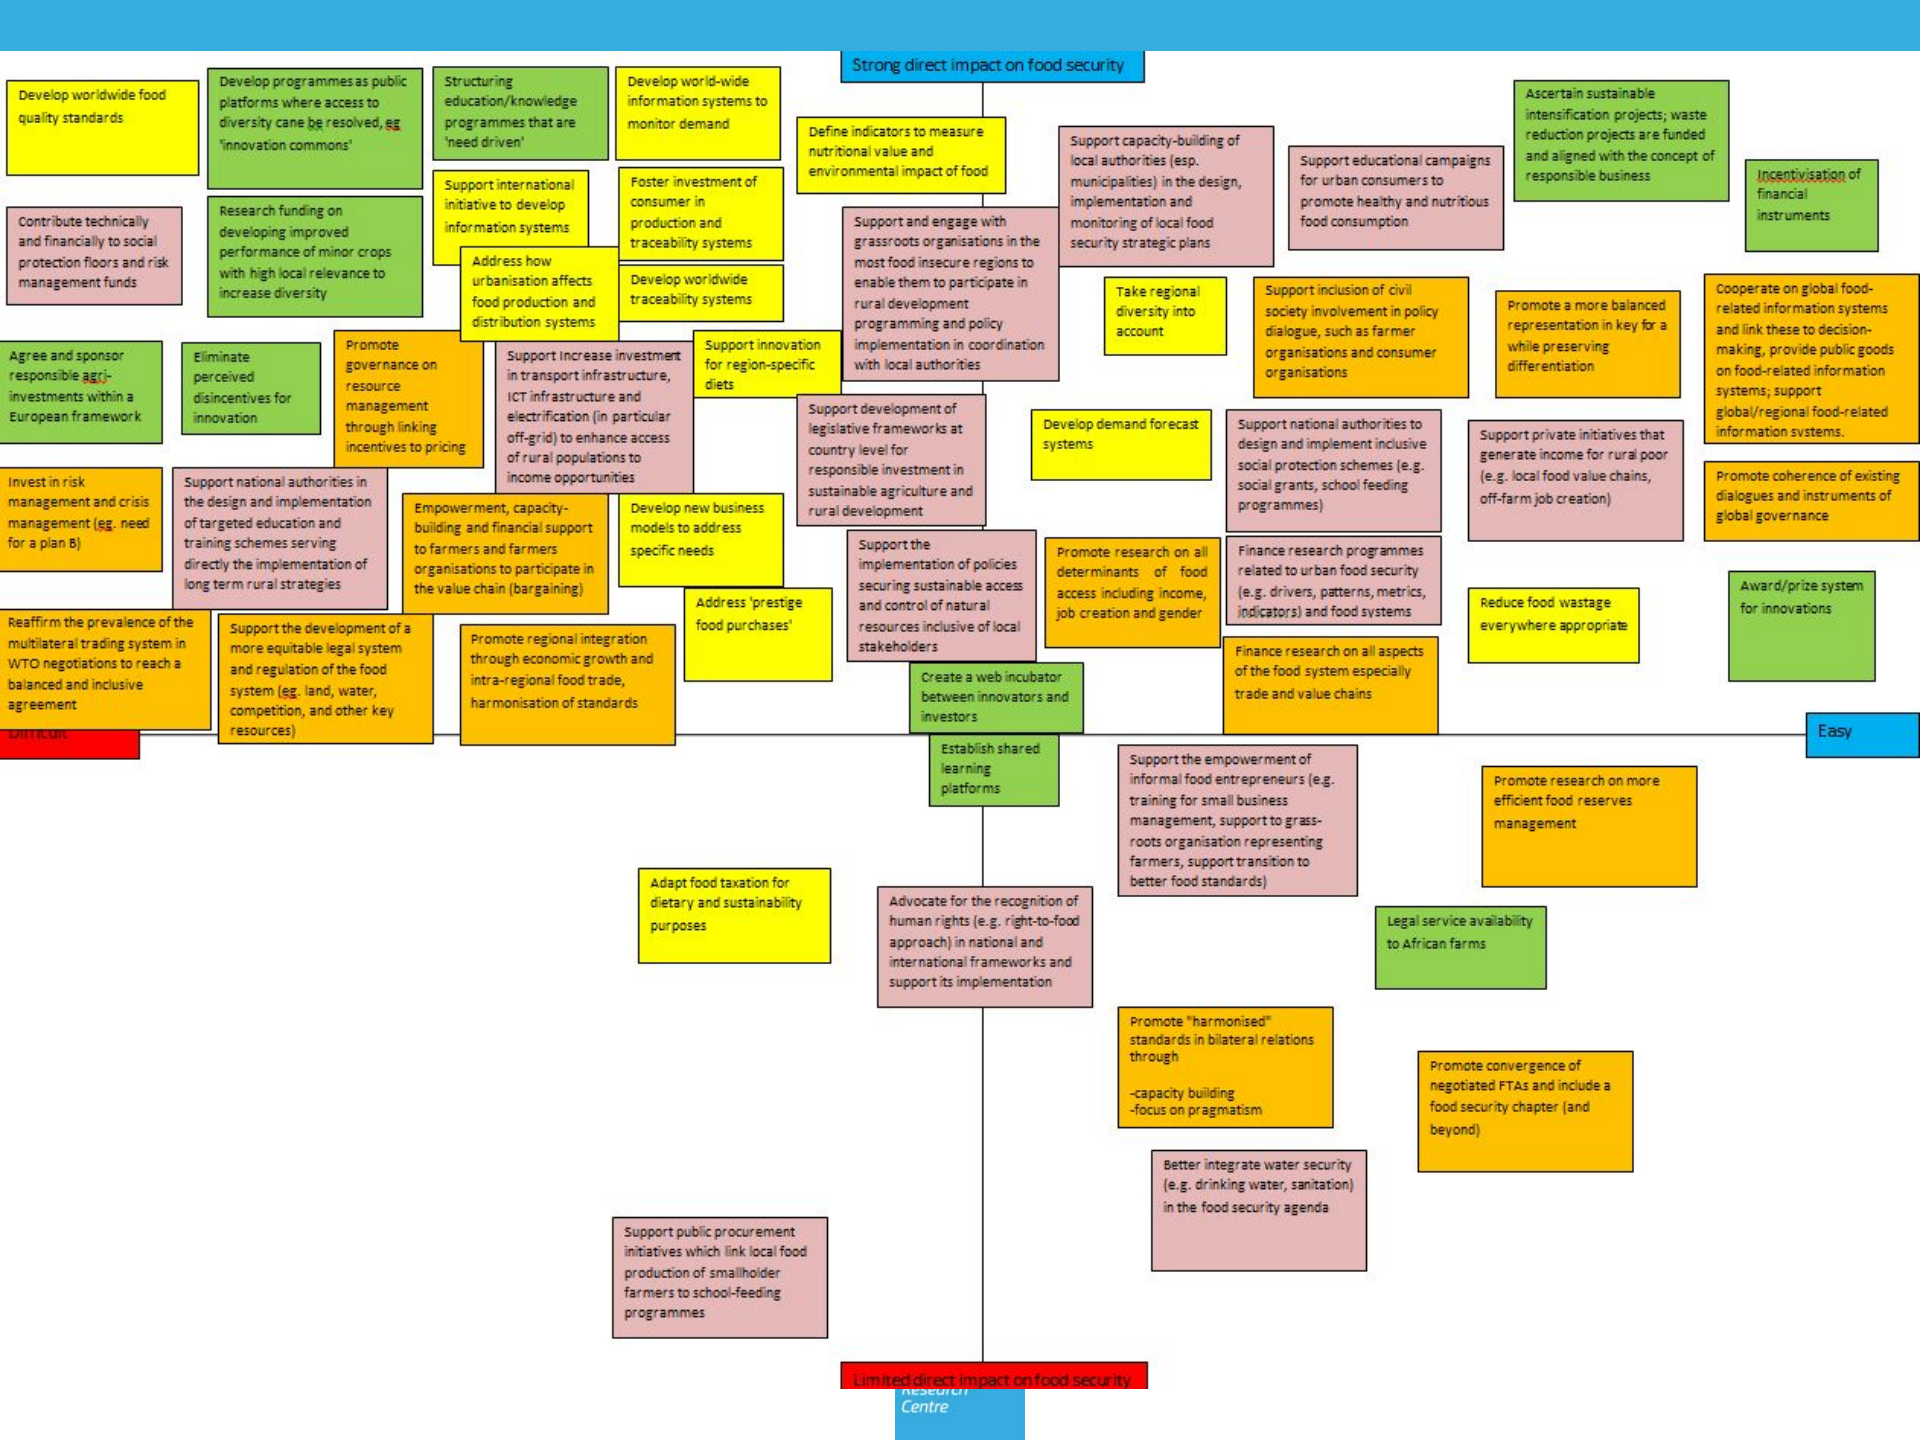 Strong direct impact on food security
Develop worldwide food
quality standards
Develop programmes as public
platforms where access to
diversity cane be resolved, eg
'innovation commons'
Structuring
education/knowledge
programmes that are
'need driven'
Develop world-wide
information systems to
monitor demand
Define indicators to measure
nutritional value and
environmental impact of food
Support capacity-building of
local authorities (esp.
municipalities) in the design,
implementation and
monitoring of local food
security strategic plans
Support educational campaigns
for urban consumers to
promote healthy and nutritious
food consumption
Ascertain sustainable
intensification projects; waste
reduction projects are funded
and aligned with the concept of
responsible business
Incentivisation of
financial
instruments
Contribute technically
and financially to social
protection floors and risk
management funds
Research funding on
developing improved
performance of minor crops
with high local relevance to
increase diversity
Support international
initiative to develop
information systems
Foster investment of
consumer in
production and
traceability systems
Address how
urbanisation affects
food production and
distribution systems
Develop worldwide
traceability systems
Support and engage with
grassroots organisations in the
most food insecure regions to
enable them to participate in
rural development
programming and policy
implementation in coordination
with local authorities
Take regional
diversity into
account
Support inclusion of civil
society involvement in policy
dialogue, such as farmer
organisations and consumer
organisations
Promote a more balanced
representation in key for a
while preserving
differentiation
Cooperate on global food-
related information systems
and link these to decision-
making, provide public goods
on food-related information
systems; support
global/regional food-related
information systems.
Agree and sponsor
responsible agri-
investments within a
European framework
Eliminate
perceived
disincentives for
innovation
Promote
governance on
resource
management
through linking
incentives to pricing
Support Increase investment
in transport infrastructure,
ICT infrastructure and
electrification (in particular
off-grid) to enhance access
of rural populations to
income opportunities
Support innovation
for region-specific
diets
Support development of
legislative frameworks at
country level for
responsible investment in
sustainable agriculture and
rural development
Develop demand forecast
systems
Support national authorities to
design and implement inclusive
social protection schemes (e.g.
social grants, school feeding
programmes)
Support private initiatives that
generate income for rural poor
(e.g. local food value chains,
off-farm job creation)
Promote coherence of existing
dialogues and instruments of
global governance
Invest in risk
management and crisis
management (eg. need
for a plan B)
Support national authorities in
the design and implementation
of targeted education and
training schemes serving
directly the implementation of
long term rural strategies
Empowerment, capacity-
building and financial support
to farmers and farmers
organisations to participate in
the value chain (bargaining)
Develop new business
models to address
specific needs
Address 'prestige
food purchases'
Support the
implementation of policies
securing sustainable access
and control of natural
resources inclusive of local
stakeholders
Promote research on all
determinants of food
access including income,
job creation and gender
Finance research programmes
related to urban food security
(e.g. drivers, patterns, metrics,
indicators) and food systems
Reduce food wastage
everywhere appropriate
Award/prize system
for innovations
Reaffirm the prevalence of the
multilateral trading system in
WTO negotiations to reach a
balanced and inclusive
agreement
Support the development of a
more equitable legal system
and regulation of the food
system (eg. land, water,
competition, and other key
resources)
Promote regional integration
through economic growth and
intra-regional food trade,
harmonisation of standards
Create a web incubator
between innovators and
investors
Finance research on all aspects
of the food system especially
trade and value chains
Difficult
Easy
Establish shared
learning
platforms
Support the empowerment of
informal food entrepreneurs (e.g.
training for small business
management, support to grass-
roots organisation representing
farmers, support transition to
better food standards)
Promote research on more
efficient food reserves
management
Adapt food taxation for
dietary and sustainability
purposes
Advocate for the recognition of
human rights (e.g. right-to-food
approach) in national and
international frameworks and
support its implementation
Legal service availability
to African farms
Promote "harmonised"
standards in bilateral relations
through
-capacity building
-focus on pragmatism
Promote convergence of
negotiated FTAs and include a
food security chapter (and
beyond)
Better integrate water security
(e.g. drinking water, sanitation)
in the food security agenda
Support public procurement
initiatives which link local food
production of smallholder
farmers to school-feeding
programmes
Limited direct impact on food security
Research
Centre